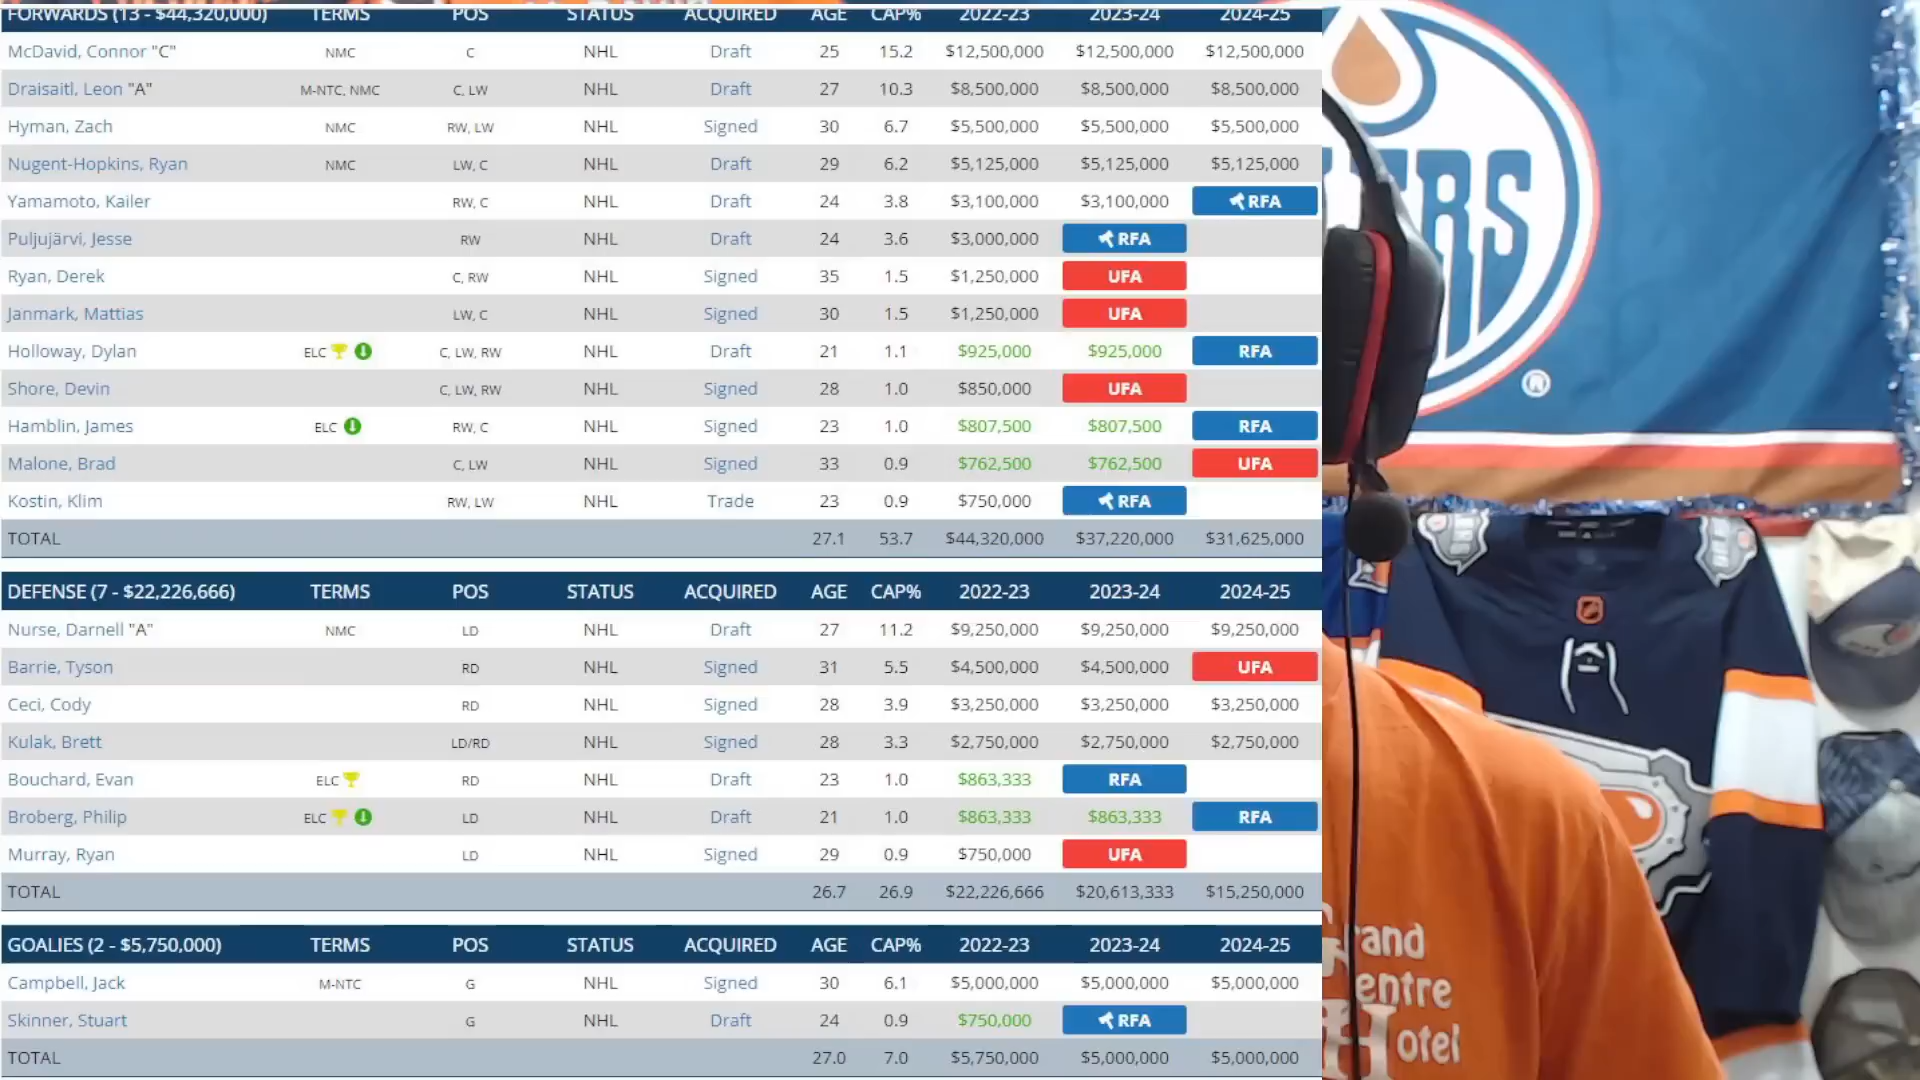 FORWARDS (13 - $44,320,000) TERMS POS STATUS ACQUIRED AGE CAP% 2022-23 2023-24 2024-25
McDavid, Connor "C" NMC C NHL Draft 25 15.2 $12,500,000 $12,500,000 $12,500,000
Draisaitl, Leon "A" M-NTC, NMC C, LW NHL Draft 27 10.3 $8,500,000 $8,500,000 $8,500,000
Hyman, Zach NMC RW, LW NHL Signed 30 6.7 $5,500,000 $5,500,000 $5,500,000
Nugent-Hopkins, Ryan NMC LW, C NHL Draft 29 6.2 $5,125,000 $5,125,000 $5,125,000
Yamamoto, Kailer RW, C NHL Draft 24 3.8 $3,100,000 $3,100,000 RFA
Puljujärvi, Jesse RW NHL Draft 24 3.6 $3,000,000 RFA
Ryan, Derek C, RW NHL Signed 35 1.5 $1,250,000 UFA
Janmark, Mattias LW, C NHL Signed 30 1.5 $1,250,000 UFA
Holloway, Dylan ELC C, LW, RW NHL Draft 21 1.1 $925,000 $925,000 RFA
Shore, Devin C, LW, RW NHL Signed 28 1.0 $850,000 UFA
Hamblin, James ELC RW, C NHL Signed 23 1.0 $807,500 $807,500 RFA
Malone, Brad C, LW NHL Signed 33 0.9 $762,500 $762,500 UFA
Kostin, Klim RW, LW NHL Trade 23 0.9 $750,000 RFA
TOTAL 27.1 53.7 $44,320,000 $37,220,000 $31,625,000
DEFENSE (7 - $22,226,666) TERMS POS STATUS ACQUIRED AGE CAP% 2022-23 2023-24 2024-25
Nurse, Darnell "A" NMC LD NHL Draft 27 11.2 $9,250,000 $9,250,000 $9,250,000
Barrie, Tyson RD NHL Signed 31 5.5 $4,500,000 $4,500,000 UFA
Ceci, Cody RD NHL Signed 28 3.9 $3,250,000 $3,250,000 $3,250,000
Kulak, Brett LD/RD NHL Signed 28 3.3 $2,750,000 $2,750,000 $2,750,000
Bouchard, Evan ELC RD NHL Draft 23 1.0 $863,333 RFA
Broberg, Philip ELC LD NHL Draft 21 1.0 $863,333 $863,333 RFA
Murray, Ryan LD NHL Signed 29 0.9 $750,000 UFA
TOTAL 26.7 26.9 $22,226,666 $20,613,333 $15,250,000
GOALIES (2 - $5,750,000) TERMS POS STATUS ACQUIRED AGE CAP% 2022-23 2023-24 2024-25
Campbell, Jack M-NTC G NHL Signed 30 6.1 $5,000,000 $5,000,000 $5,000,000
Skinner, Stuart G NHL Draft 24 0.9 $750,000 RFA
TOTAL 27.0 7.0 $5,750,000 $5,000,000 $5,000,000
ERS
®
rand
entre
Hotel